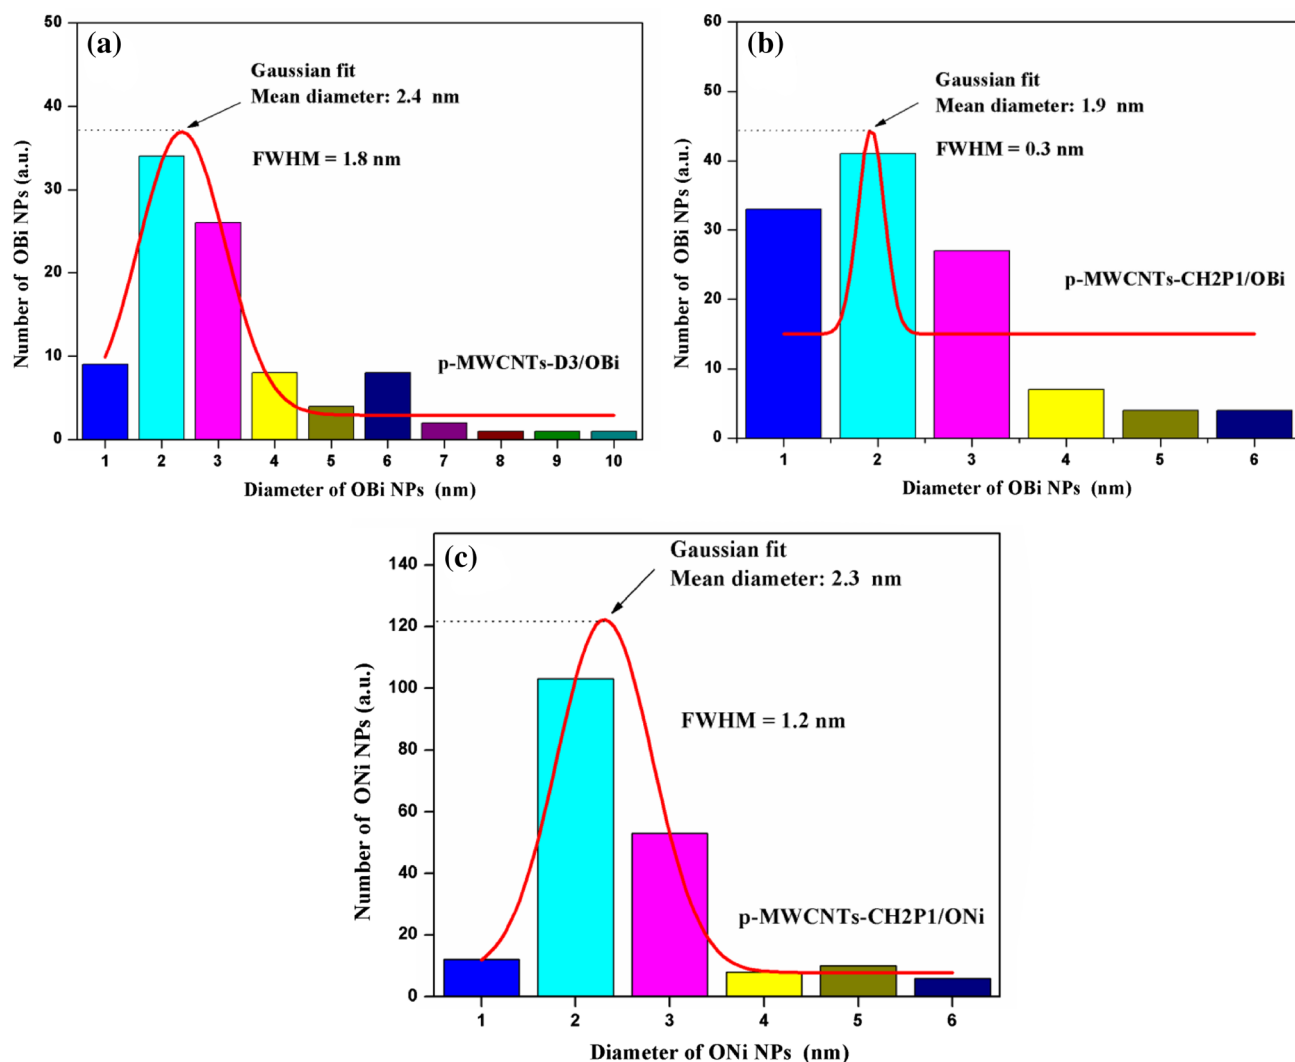 (a)
Gaussian fit
Mean diameter: 2.4 nm
FWHM = 1.8 nm
p-MWCNTs-D3/OBi
Number of OBi NPs (a.u.)
50
40
30
20
10
0
1 2 3 4 5 6 7 8 9 10
Diameter of OBi NPs (nm)
(b)
Gaussian fit
Mean diameter: 1.9 nm
FWHM = 0.3 nm
p-MWCNTs-CH2P1/OBi
Number of OBi NPs (a.u.)
60
50
40
30
20
10
0
1 2 3 4 5 6
Diameter of OBi NPs (nm)
(c)
Gaussian fit
Mean diameter: 2.3 nm
FWHM = 1.2 nm
p-MWCNTs-CH2P1/ONi
Number of ONi NPs (a.u.)
140
120
100
80
60
40
20
0
1 2 3 4 5 6
Diameter of ONi NPs (nm)